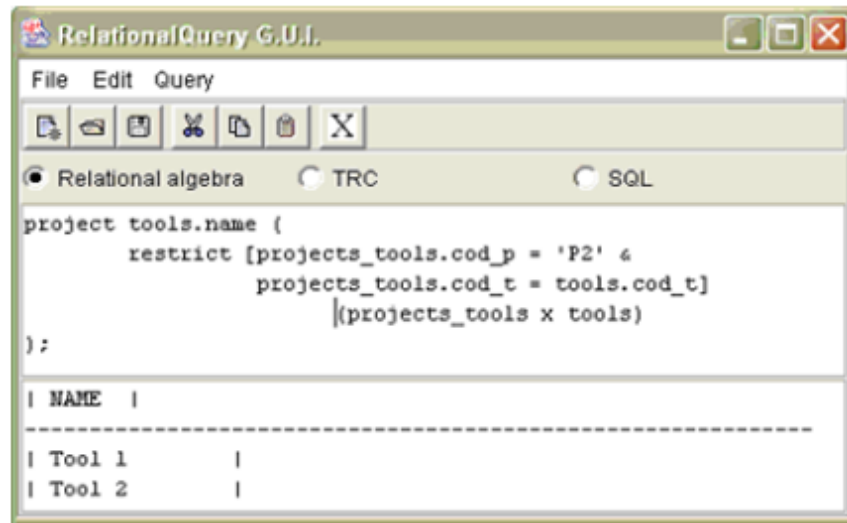 RelationalQuery G.U.I.
File Edit Query
X
Relational algebra TRC SQL
project tools.name (
restrict [projects_tools.cod_p = 'P2' &
projects_tools.cod_t = tools.cod_t]
(projects_tools x tools)
);
| NAME |
-------------------------------------------------------------
| Tool 1 |
| Tool 2 |